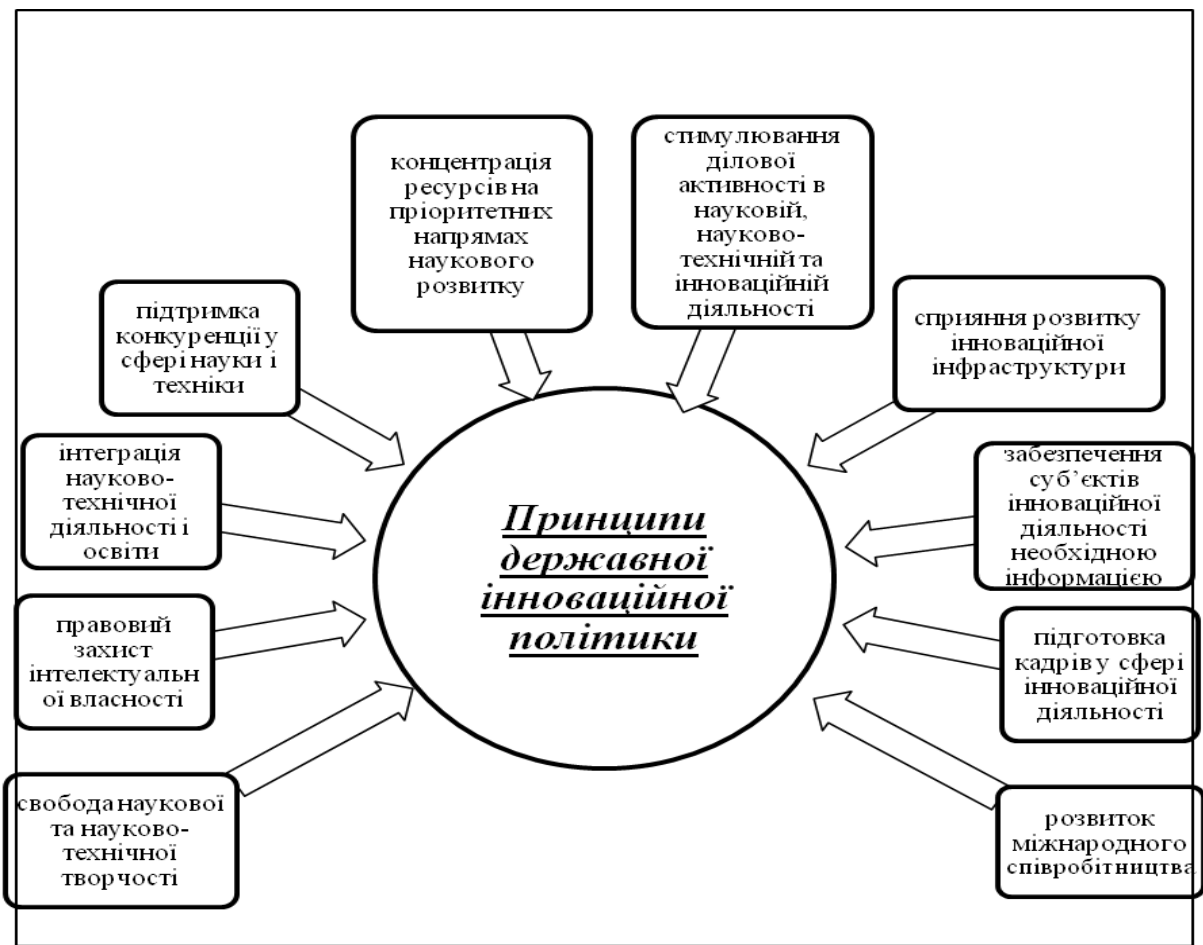 концентрація
ресурсів на
пріоритетних
напрямах
наукового
розвитку
стимулювання
ділової
активності в
науковій,
науково-
технічній та
інноваційній
діяльності
підтримка
конкуренції у
сфері науки і
техніки
сприяння розвитку
інноваційної
інфраструктури
інтеграція
науково-
технічної
діяльності і
освіти
забезпечення
суб’єктів
інноваційної
діяльності
необхідною
інформацією
Принципи
державної
інноваційної
політики
правовий
захист
інтелектуальн
ої власності
підготовка
кадрів у сфері
інноваційної
діяльності
свобода наукової
та науково-
технічної
творчості
розвиток
міжнародного
співробітництва